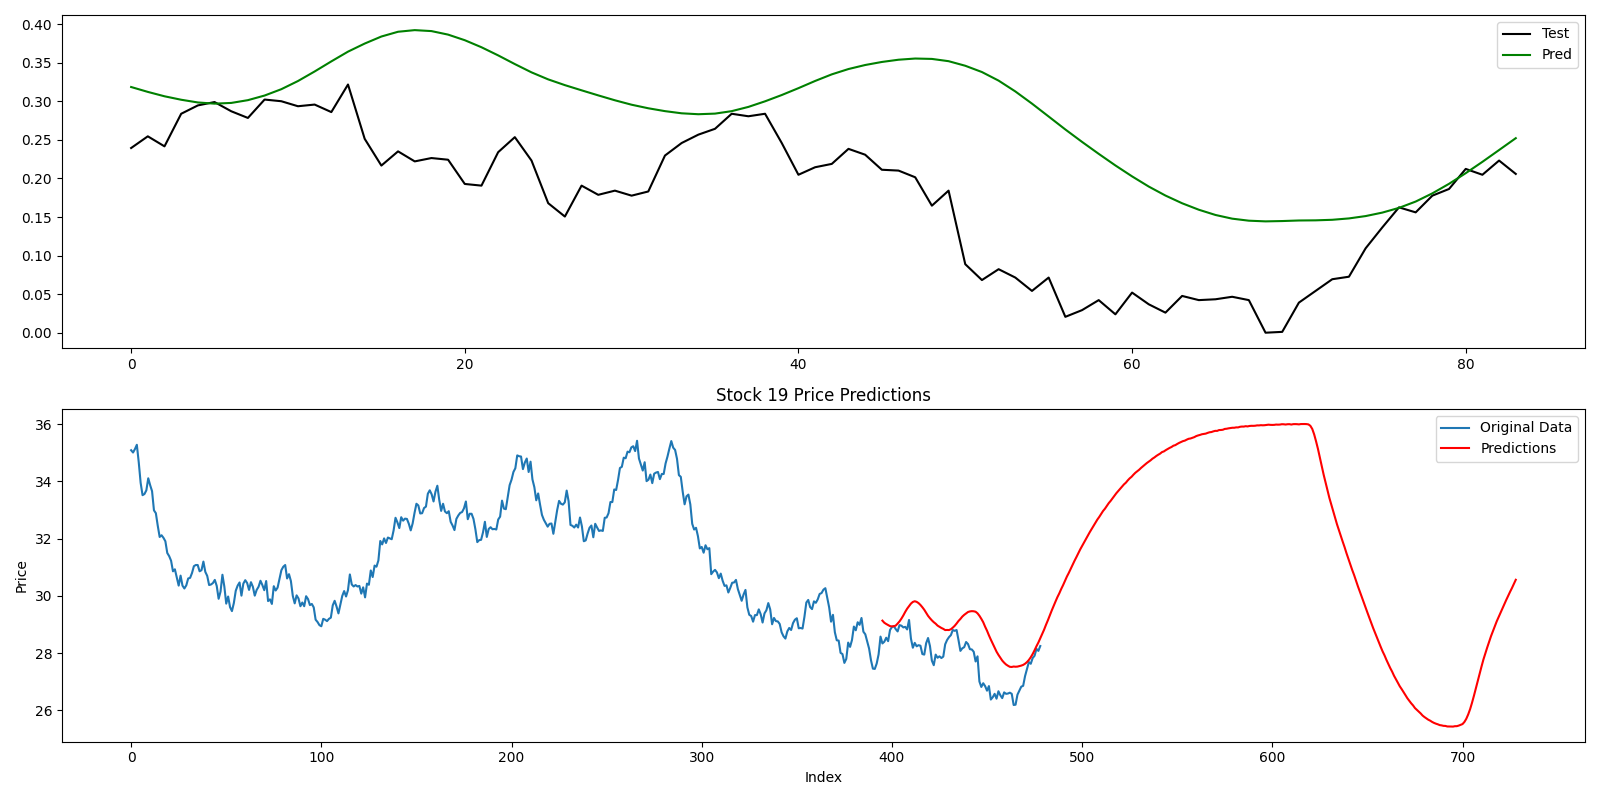 0.40
0.35
0.30
0.25
0.20
0.15
0.10
0.05
0.00
0 20 40 60 80
Test
Pred
Stock 19 Price Predictions
Price
36
34
32
30
28
26
0 100 200 300 400 500 600 700
Index
Original Data
Predictions